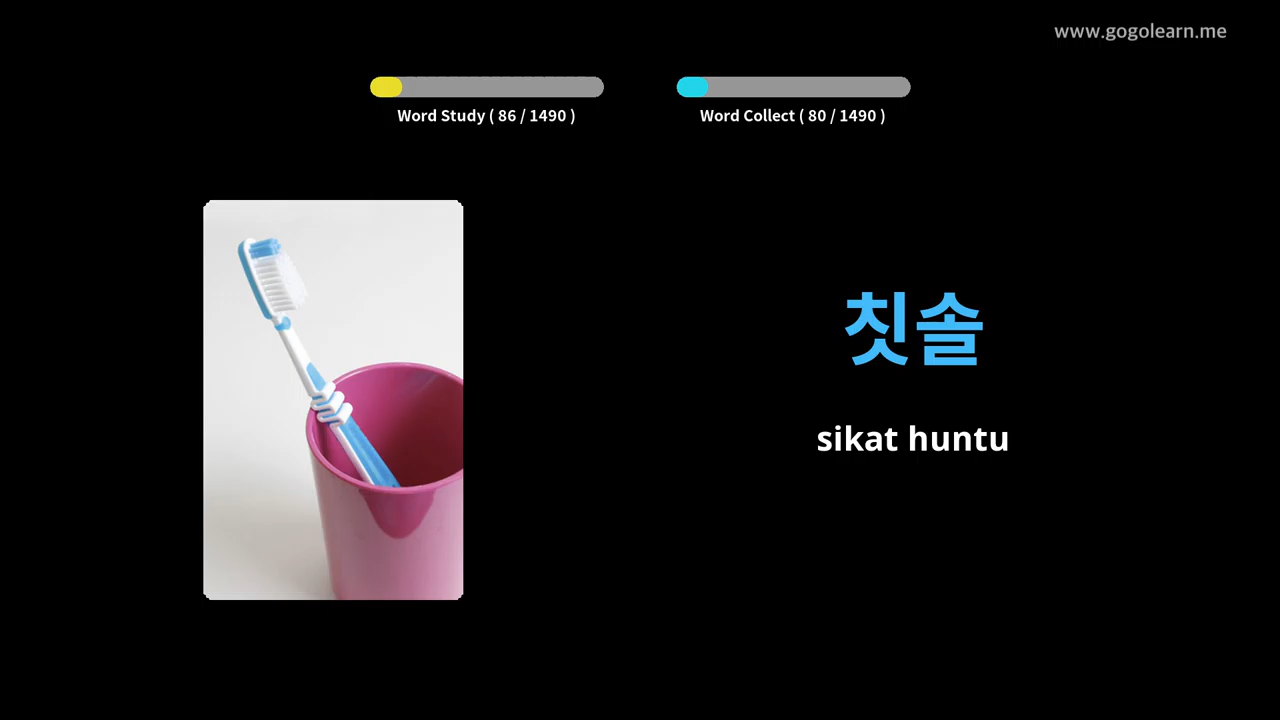 www.gogolearn.me
Word Study ( 86 / 1490 )
Word Collect ( 80 / 1490 )
칫솔
sikat huntu